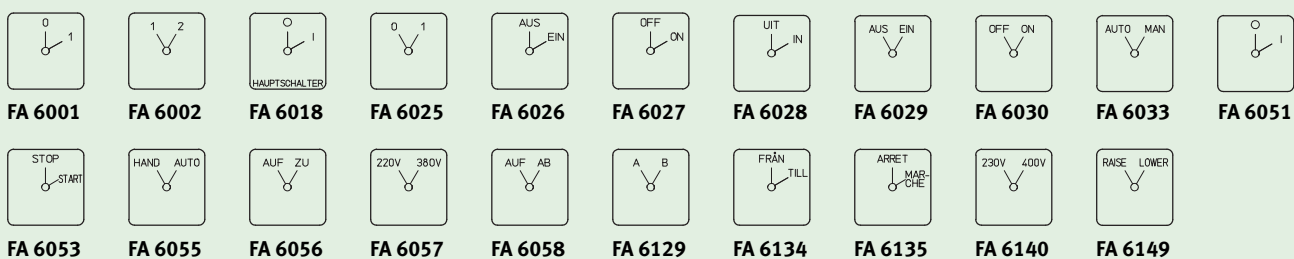 0
1
FA 6001
1 2
FA 6002
O
I
HAUPTSCHALTER
FA 6018
0 1
FA 6025
AUS
EIN
FA 6026
OFF
ON
FA 6027
UIT
IN
FA 6028
AUS EIN
FA 6029
OFF ON
FA 6030
AUTO MAN
FA 6033
O
I
FA 6051
STOP
START
FA 6053
HAND AUTO
FA 6055
AUF ZU
FA 6056
220V 380V
FA 6057
AUF AB
FA 6058
A B
FA 6129
FRÅN
TILL
FA 6134
ARRET
MAR-
CHE
FA 6135
230V 400V
FA 6140
RAISE LOWER
FA 6149